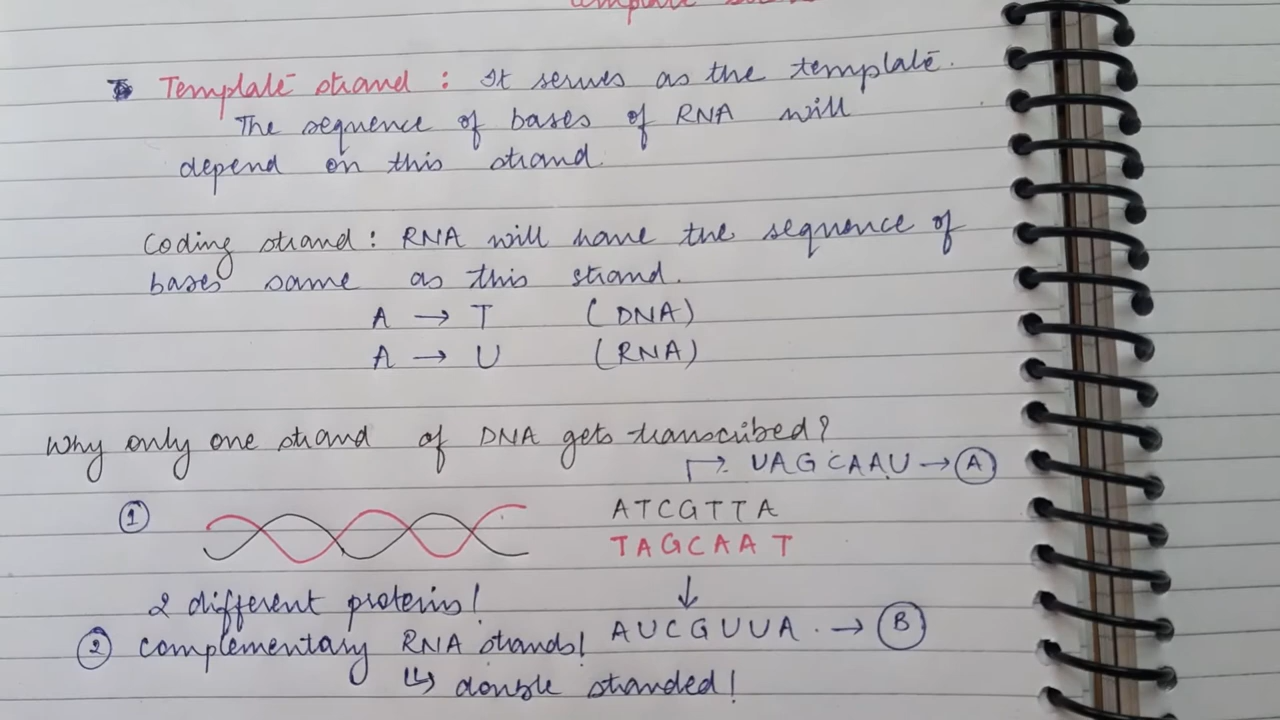 Template
Template strand : It serves as the template.
The sequence of bases of RNA will
depend on this strand.
Coding strand : RNA will have the sequence of
bases same as this strand.
A → T (DNA)
A → U (RNA)
Why only one strand of DNA gets transcribed?
→ UAGCAAU → A
1 ATCGTTA
TAGCAAT
↓
2 different proteins!
AUCGUUA. → B
2 complementary RNA strands!
↳ double stranded!